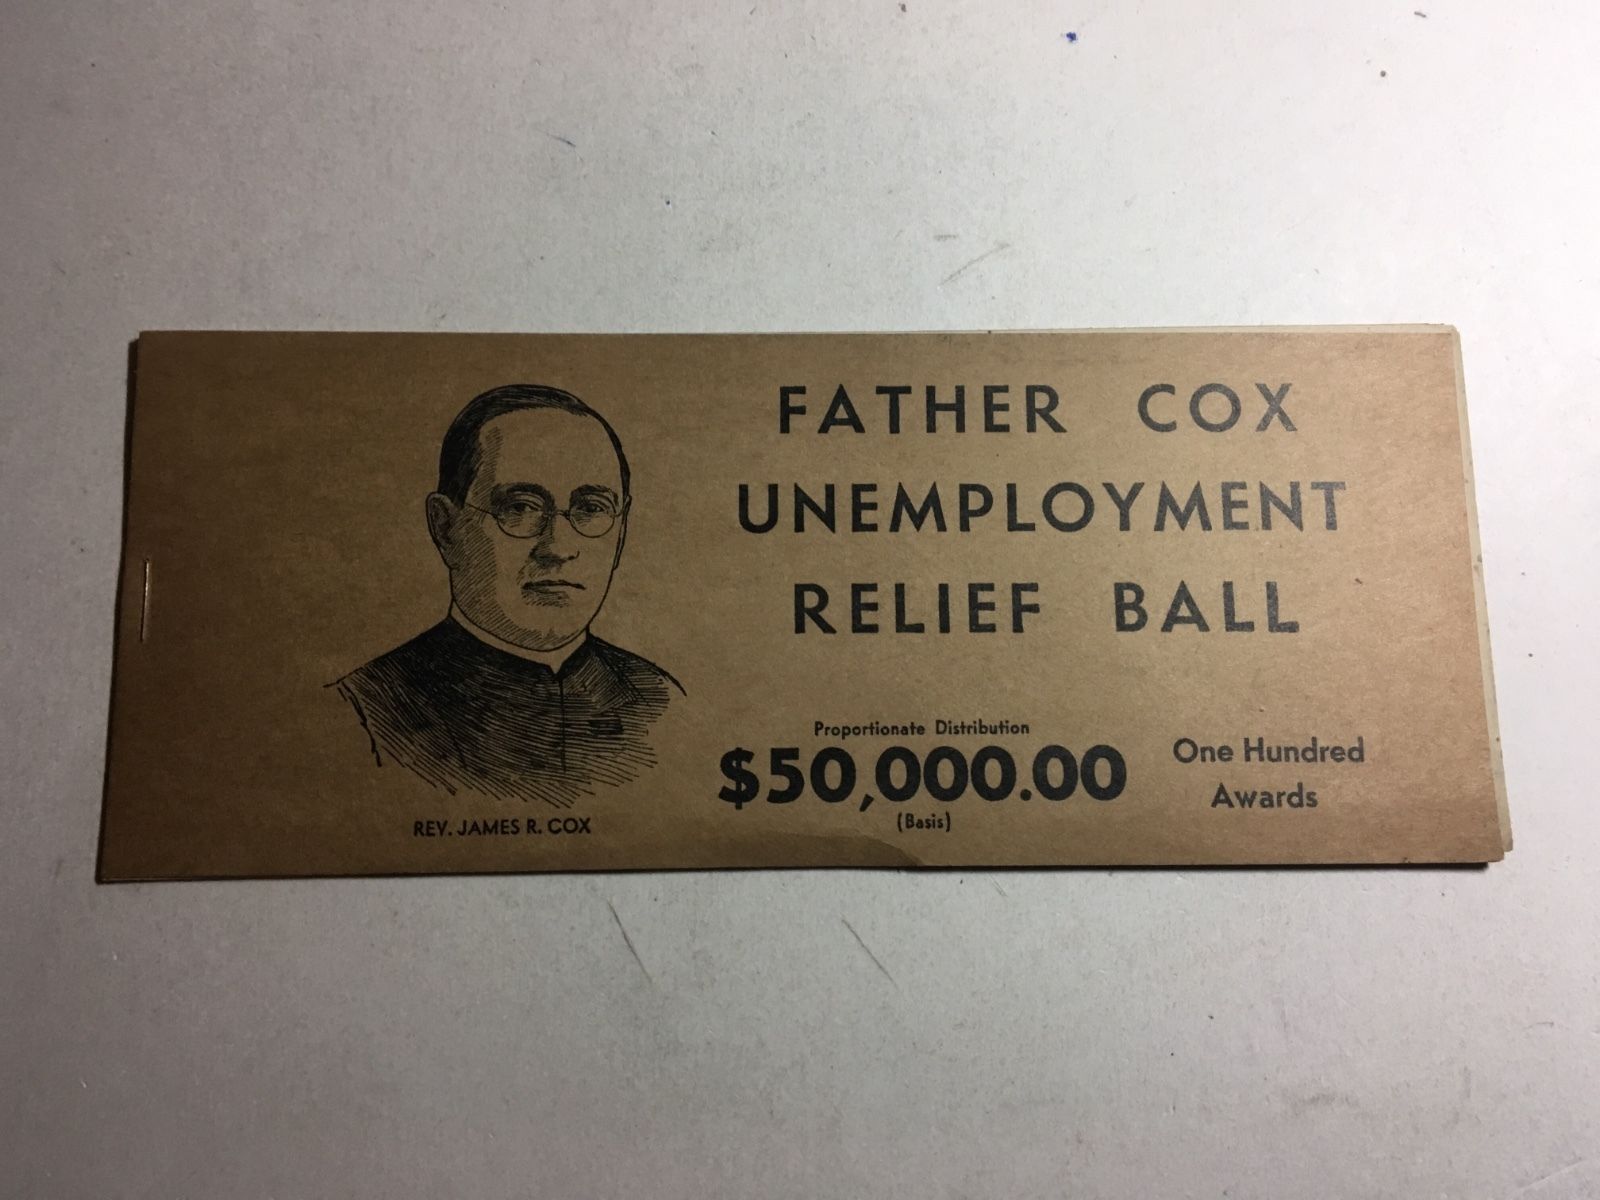 FATHER COX
UNEMPLOYMENT
RELIEF BALL
Proportionate Distribution
$50,000.00
(Basis)
One Hundred
Awards
REV. JAMES R. COX